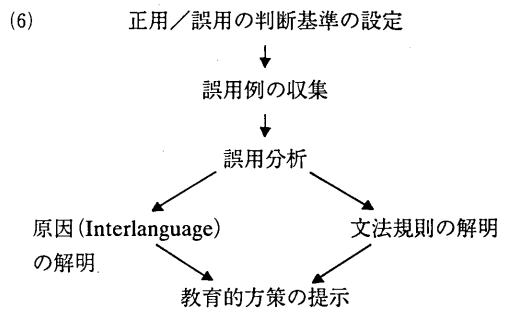 (6) 正用／誤用の判断基準の設定
誤用例の収集
誤用分析
原因(Interlanguage) 文法規則の解明
の解明
教育的方策の提示